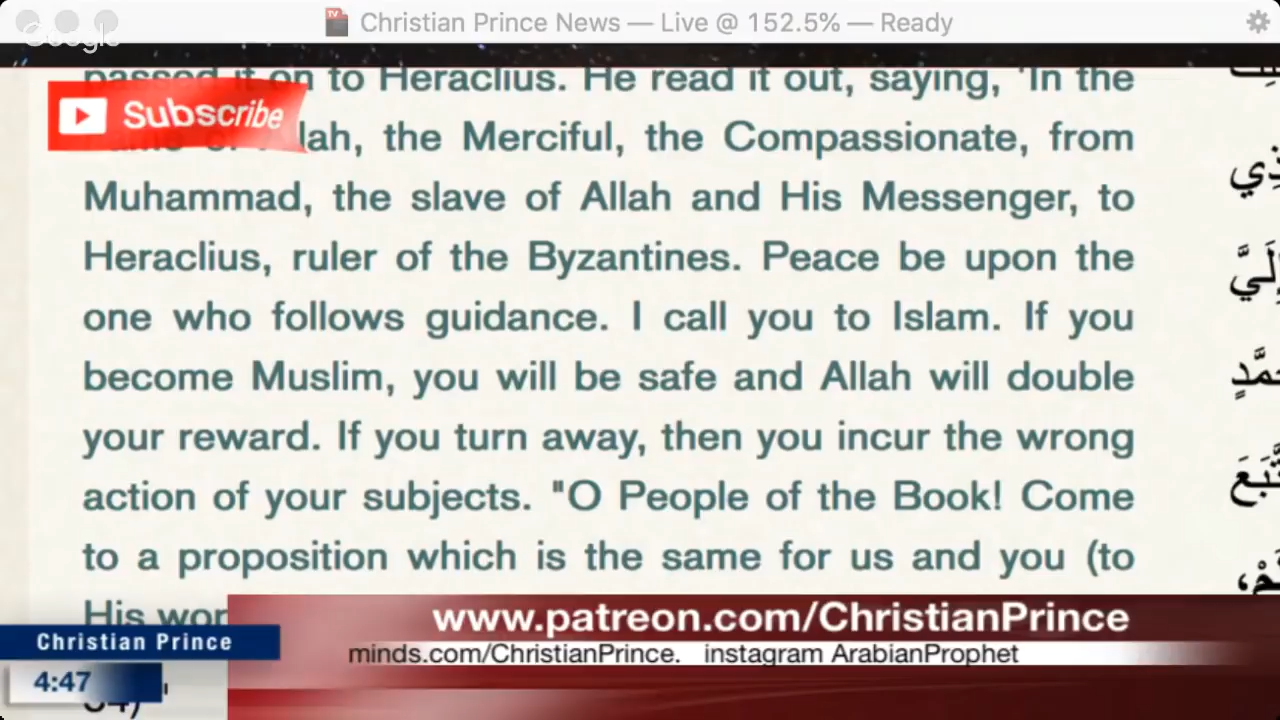 Christian Prince News — Live @ 152.5% — Ready
Google
passed it on to Heraclius. He read it out, saying, 'In the
Subscribe
the Merciful, the Compassionate, from
Muhammad, the slave of Allah and His Messenger, to
Heraclius, ruler of the Byzantines. Peace be upon the
one who follows guidance. I call you to Islam. If you
become Muslim, you will be safe and Allah will double
your reward. If you turn away, then you incur the wrong
action of your subjects. "O People of the Book! Come
to a proposition which is the same for us and you (to
His
www.patreon.com/ChristianPrince
Christian Prince
minds.com/ChristianPrince. instagram ArabianProphet
4:47